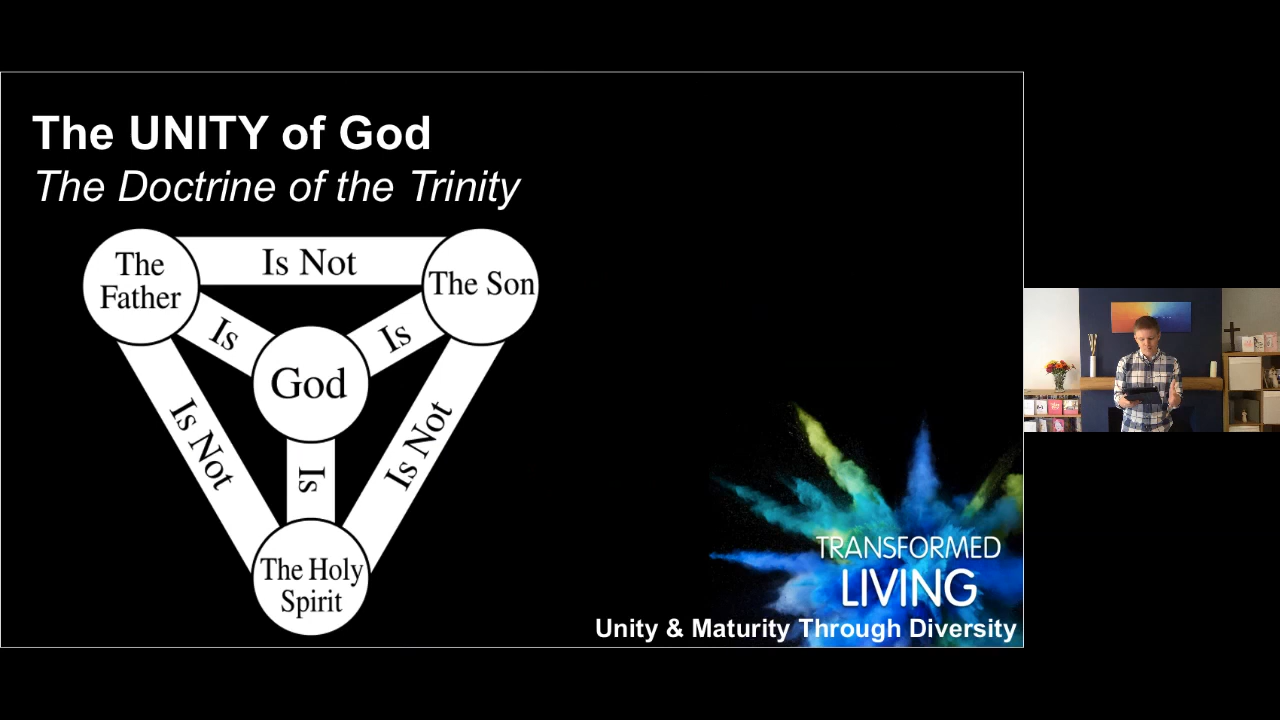 The UNITY of God
The Doctrine of the Trinity
The
Father
Is Not
The Son
Is
Is
God
Is Not
Is
Is Not
The Holy
Spirit
TRANSFORMED
LIVING
Unity & Maturity Through Diversity